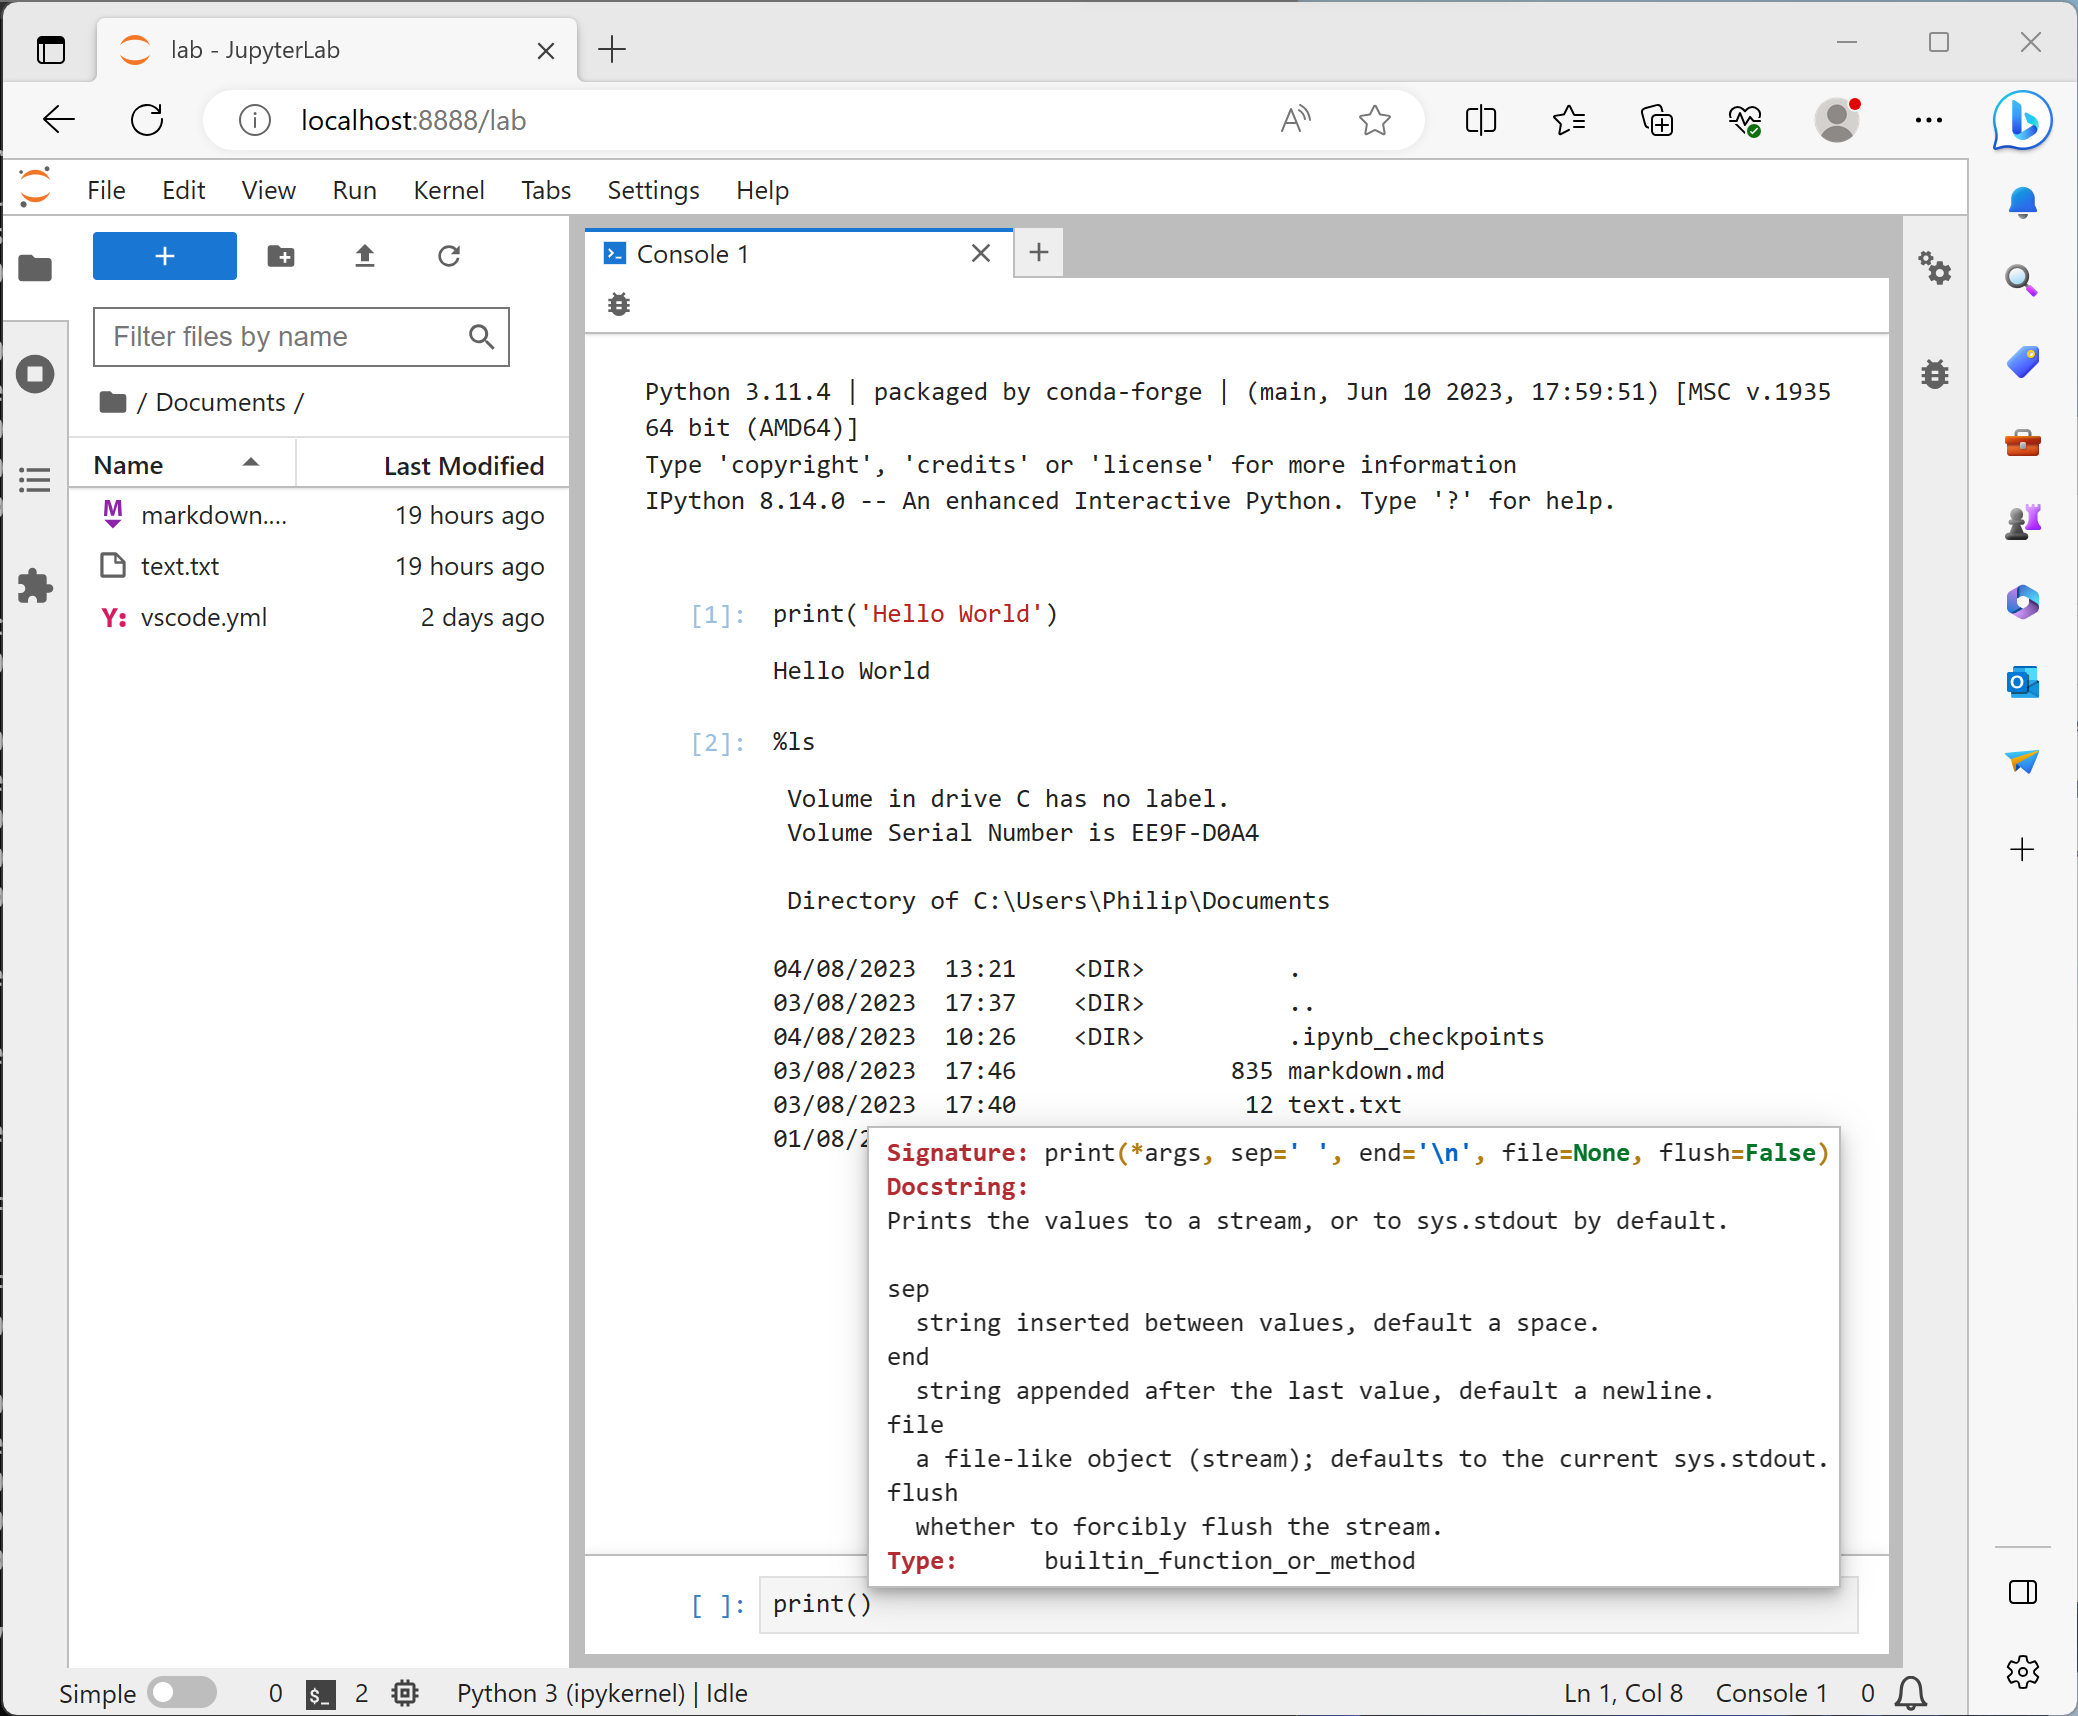 lab - JupyterLab
localhost:8888/lab
File Edit View Run Kernel Tabs Settings Help
Filter files by name
/ Documents /
Name Last Modified
markdown.... 19 hours ago
text.txt 19 hours ago
vscode.yml 2 days ago
Console 1
Python 3.11.4 | packaged by conda-forge | (main, Jun 10 2023, 17:59:51) [MSC v.1935
64 bit (AMD64)]
Type 'copyright', 'credits' or 'license' for more information
IPython 8.14.0 -- An enhanced Interactive Python. Type '?' for help.
[1]: print('Hello World')
Hello World
[2]: %ls
Volume in drive C has no label.
Volume Serial Number is EE9F-D0A4
Directory of C:\Users\Philip\Documents
04/08/2023 13:21 <DIR> .
03/08/2023 17:37 <DIR> ..
04/08/2023 10:26 <DIR> .ipynb_checkpoints
03/08/2023 17:46 835 markdown.md
03/08/2023 17:40 12 text.txt
01/08/2
Signature: print(*args, sep=' ', end='\n', file=None, flush=False)
Docstring:
Prints the values to a stream, or to sys.stdout by default.
sep
string inserted between values, default a space.
end
string appended after the last value, default a newline.
file
a file-like object (stream); defaults to the current sys.stdout.
flush
whether to forcibly flush the stream.
Type: builtin_function_or_method
[ ]: print()
Simple 0 $_ 2 Python 3 (ipykernel) | Idle Ln 1, Col 8 Console 1 0